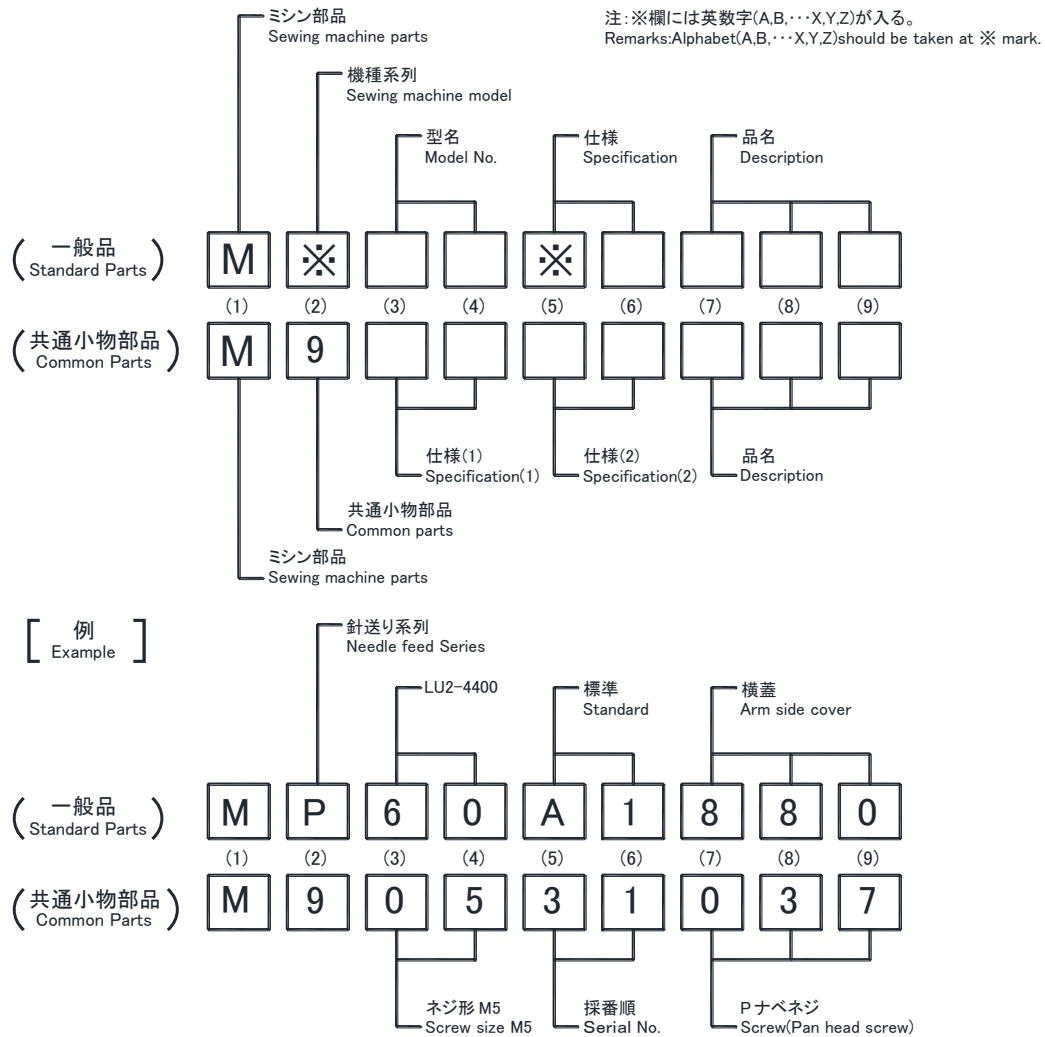 ミシン部品
Sewing machine parts
注:※欄には英数字(A,B,･･･X,Y,Z)が入る。
Remarks:Alphabet(A,B,･･･X,Y,Z)should be taken at ※ mark.
機種系列
Sewing machine model
型名
Model No.
仕様
Specification
品名
Description
(一般品
Standard Parts)
M ※ ※
(1) (2) (3) (4) (5) (6) (7) (8) (9)
(共通小物部品
Common Parts)
M 9
仕様(1)
Specification(1)
仕様(2)
Specification(2)
品名
Description
共通小物部品
Common parts
ミシン部品
Sewing machine parts
[例
Example]
針送り系列
Needle feed Series
LU2-4400
標準
Standard
横蓋
Arm side cover
(一般品
Standard Parts)
M P 6 0 A 1 8 8 0
(1) (2) (3) (4) (5) (6) (7) (8) (9)
(共通小物部品
Common Parts)
M 9 0 5 3 1 0 3 7
ネジ形 M5
Screw size M5
採番順
Serial No.
Pナベネジ
Screw(Pan head screw)